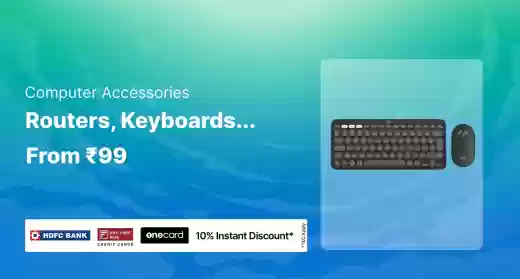 Computer Accessories
Routers, Keyboards...
From ₹99
HDFC BANK
CREDIT CARDS
onecard
10% Instant Discount*